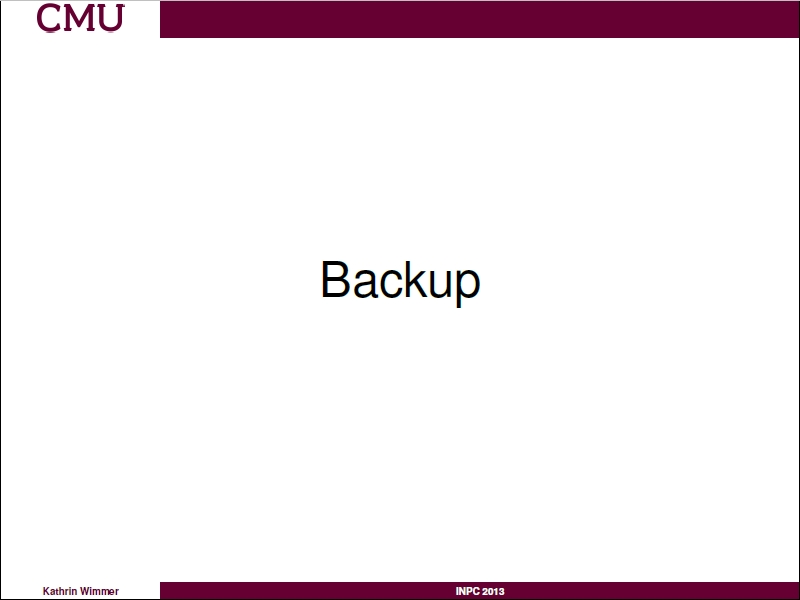 CMU
Backup
Kathrin Wimmer
INPC 2013